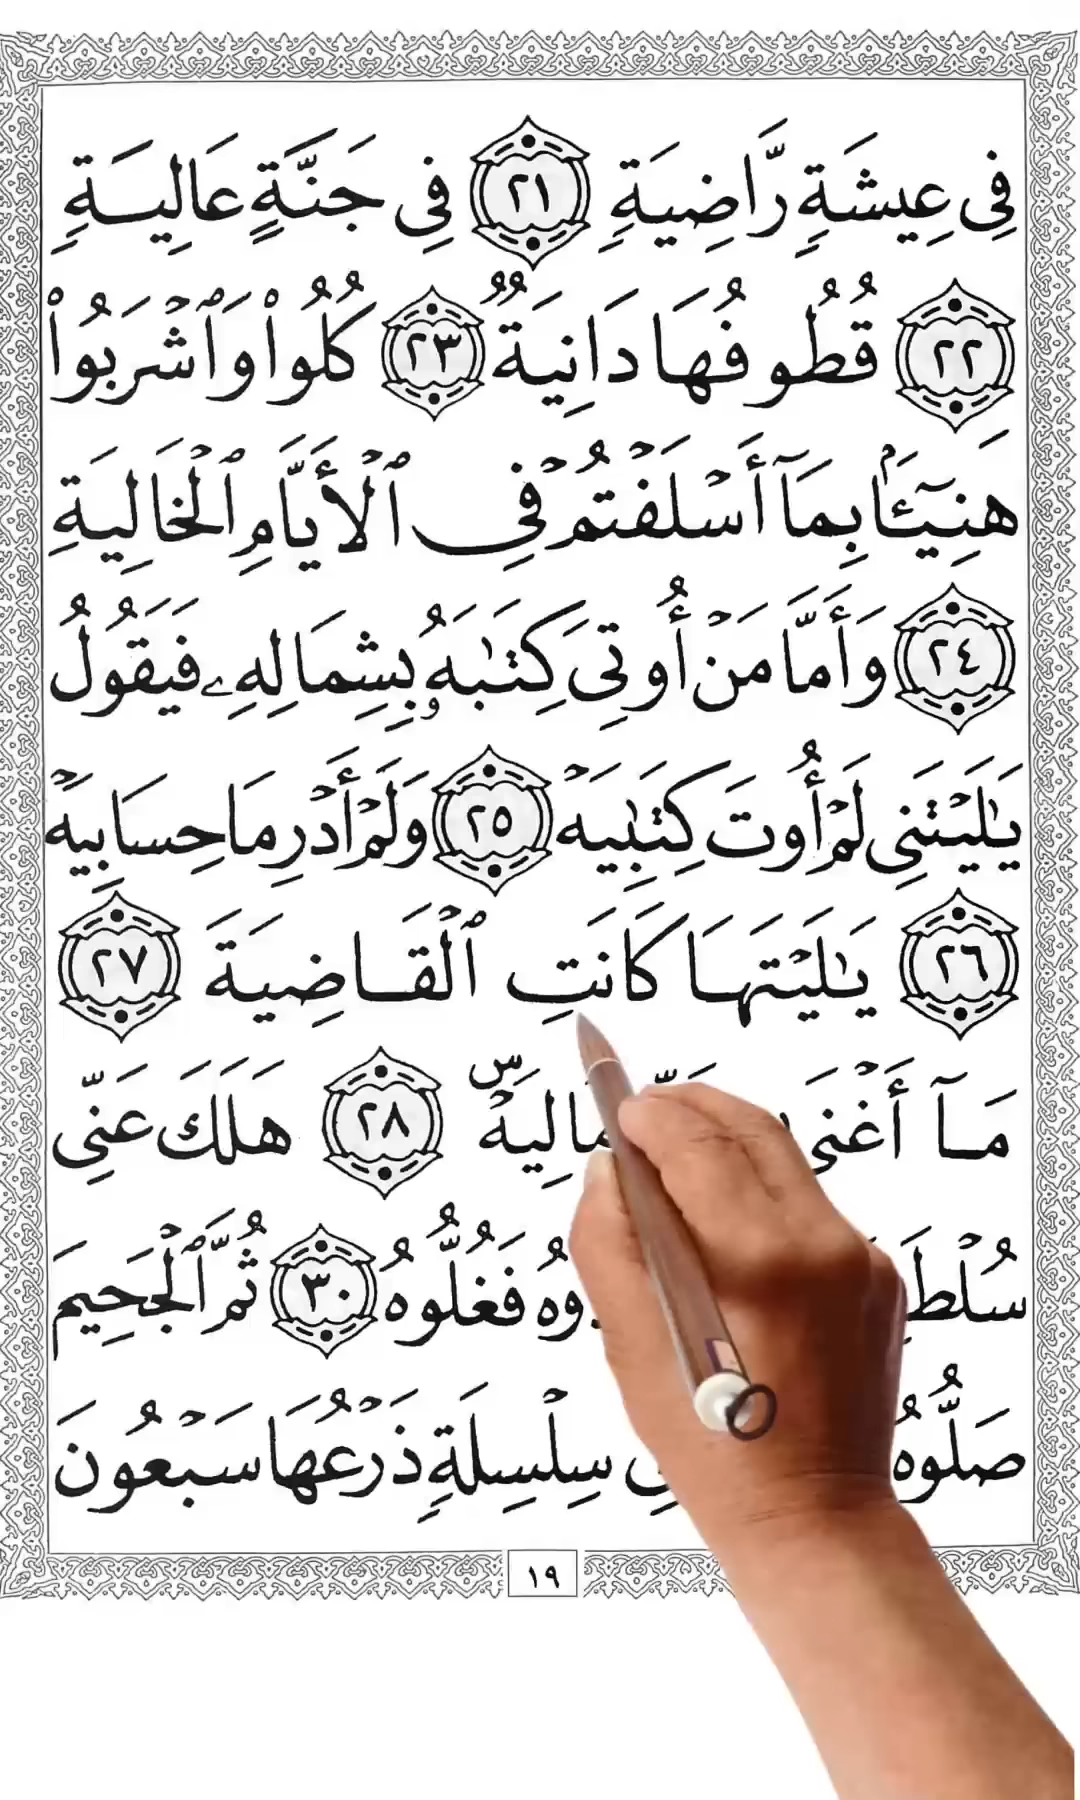 فِى عِيشَةٍ رَّاضِيَةٍ ٢١ فِى جَنَّةٍ عَالِيَةٍ
٢٢ قُطُوفُهَا دَانِيَةٌ ٢٣ كُلُوا۟ وَٱشْرَبُوا۟
هَنِيٓـًٔۢا بِمَآ أَسْلَفْتُمْ فِى ٱلْأَيَّامِ ٱلْخَالِيَةِ
٢٤ وَأَمَّا مَنْ أُوتِىَ كِتَٰبَهُۥ بِشِمَالِهِۦ فَيَقُولُ
يَٰلَيْتَنِى لَمْ أُوتَ كِتَٰبِيَهْ ٢٥ وَلَمْ أَدْرِ مَا حِسَابِيَهْ
٢٦ يَٰلَيْتَهَا كَانَتِ ٱلْقَاضِيَةَ ٢٧
مَآ أَغْنَىٰ مَالِيَهْ ۜ ٢٨ هَلَكَ عَنِّى
فَغُلُّوهُ ٣٠ ثُمَّ ٱلْجَحِيمَ
صَلُّوهُ سِلْسِلَةٍ ذَرْعُهَا سَبْعُونَ
١٩